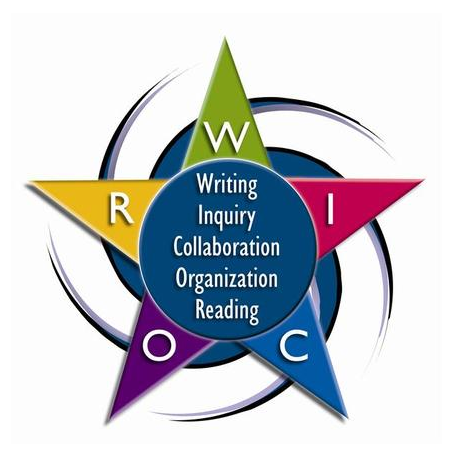 W
R
I
Writing
Inquiry
Collaboration
Organization
Reading
O
C